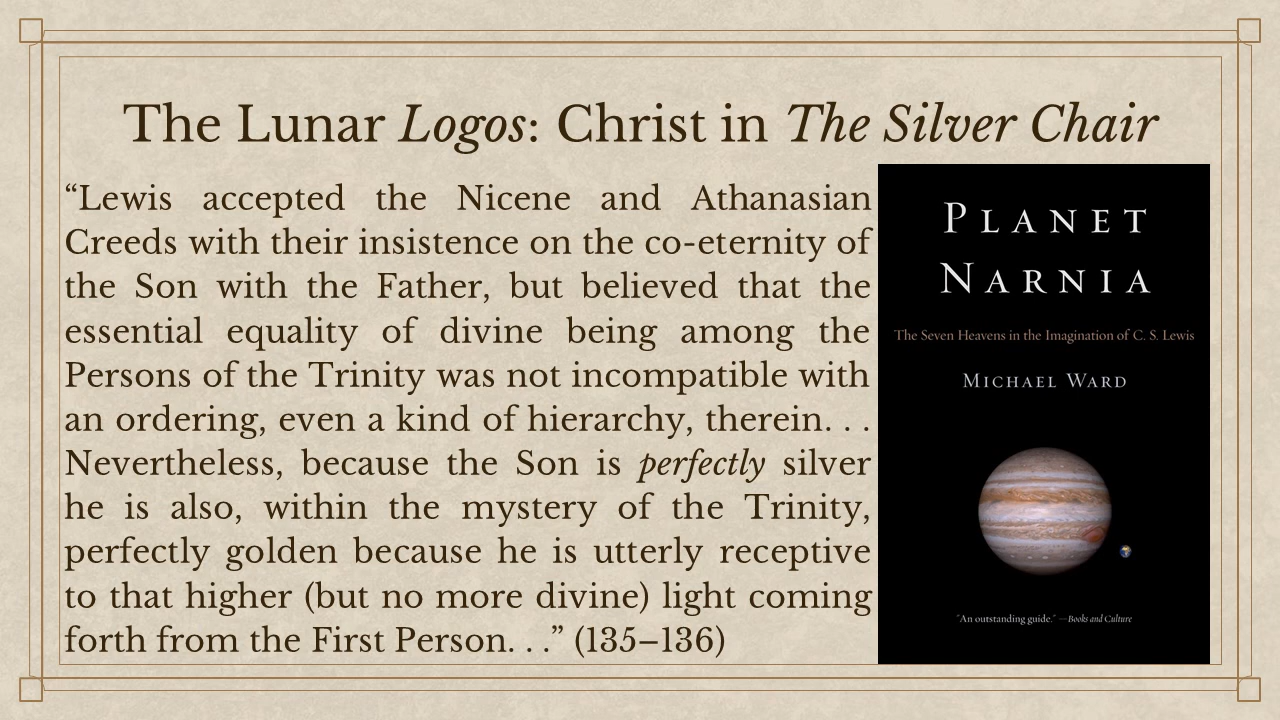 The Lunar Logos: Christ in The Silver Chair
“Lewis accepted the Nicene and Athanasian
Creeds with their insistence on the co-eternity of
the Son with the Father, but believed that the
essential equality of divine being among the
Persons of the Trinity was not incompatible with
an ordering, even a kind of hierarchy, therein. . .
Nevertheless, because the Son is perfectly silver
he is also, within the mystery of the Trinity,
perfectly golden because he is utterly receptive
to that higher (but no more divine) light coming
forth from the First Person. . .” (135–136)
PLANET
NARNIA
The Seven Heavens in the Imagination of C. S. Lewis
MICHAEL WARD
"An outstanding guide." —Books and Culture